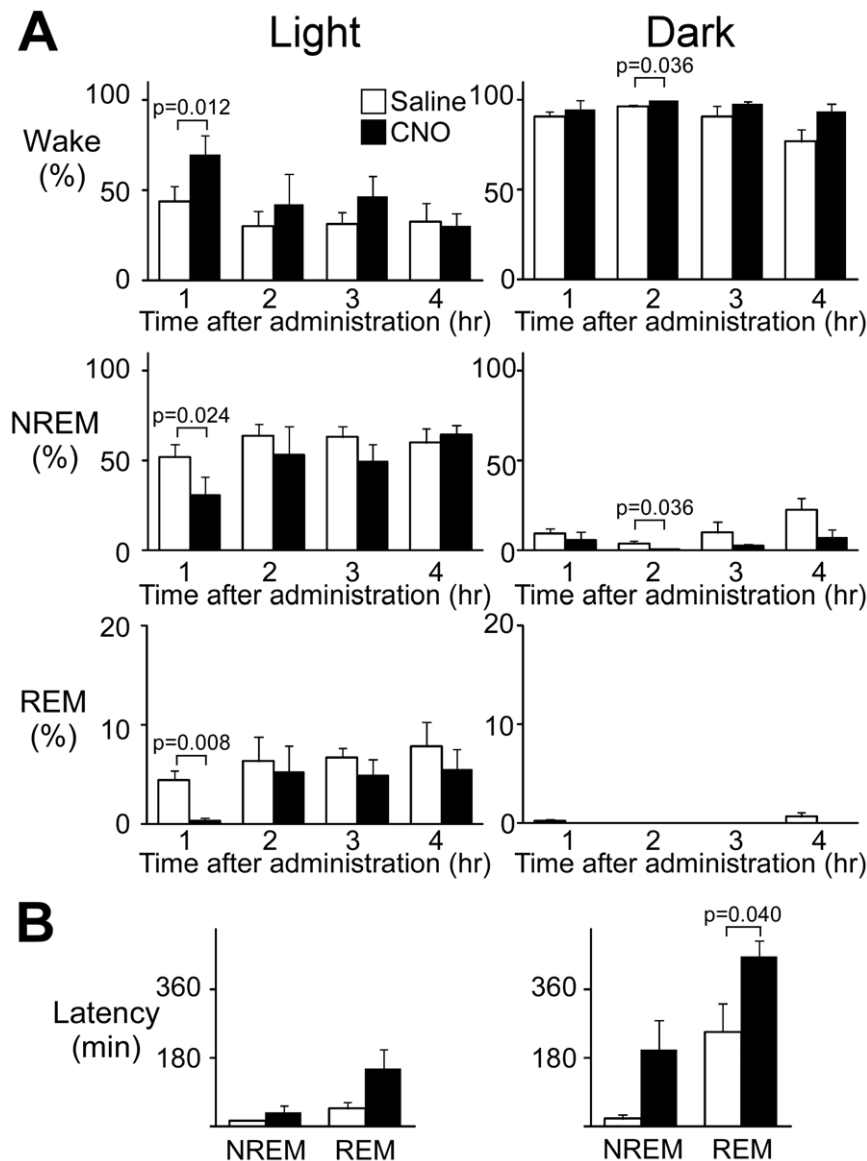 A
Light
Dark
Wake
(%)
100
50
0
p=0.012
Saline
CNO
1 2 3 4
Time after administration (hr)
100
50
0
p=0.036
1 2 3 4
Time after administration (hr)
NREM
(%)
100
50
0
p=0.024
1 2 3 4
Time after administration (hr)
100
50
0
p=0.036
1 2 3 4
Time after administration (hr)
REM
(%)
20
10
0
p=0.008
1 2 3 4
Time after administration (hr)
20
10
0
1 2 3 4
Time after administration (hr)
B
Latency
(min)
360
180
NREM REM
p=0.040
360
180
NREM REM